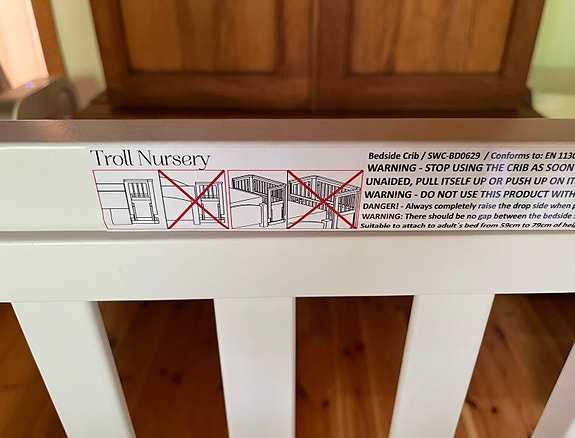 Troll Nursery
Bedside Crib / SWC-BD0629 / Conforms to: EN 1130
WARNING - STOP USING THE CRIB AS SOON
UNAIDED, PULL ITSELF UP OR PUSH UP ON IT
WARNING - DO NOT USE THIS PRODUCT WITH
DANGER! - Always completely raise the drop side when
WARNING: There should be no gap between the bedside
Suitable to attach to adult's bed from 59cm to 79cm of